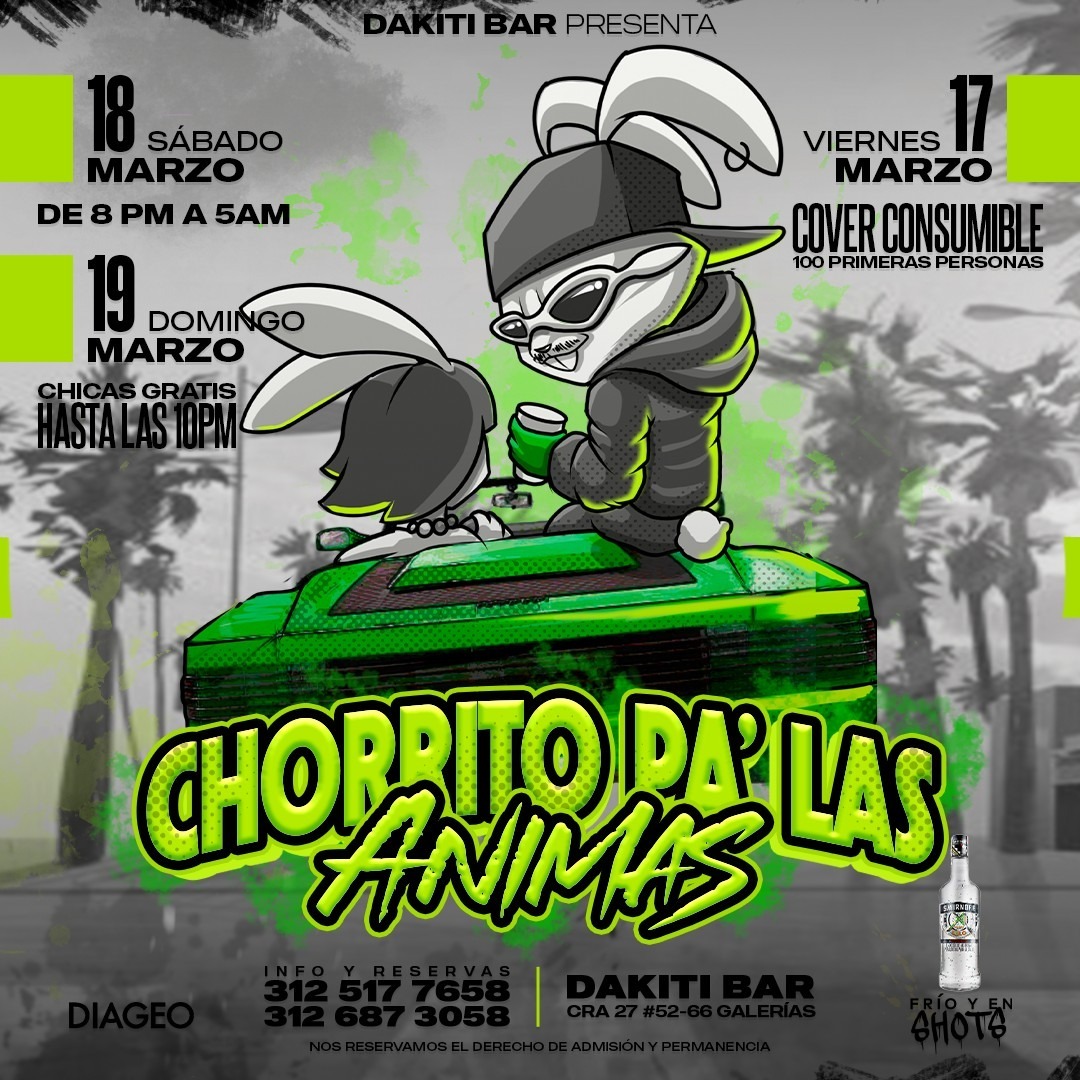 DAKITI BAR PRESENTA
18 SÁBADO
MARZO
DE 8 PM A 5AM
19 DOMINGO
MARZO
CHICAS GRATIS
HASTA LAS 10PM
VIERNES 17
MARZO
COVER CONSUMIBLE
100 PRIMERAS PERSONAS
CHORRITO PA' LAS
ANIMAS
SMIRNOFF
FRÍO Y EN
SHOTS
DIAGEO
INFO Y RESERVAS
312 517 7658
312 687 3058
DAKITI BAR
CRA 27 #52-66 GALERÍAS
NOS RESERVAMOS EL DERECHO DE ADMISIÓN Y PERMANENCIA